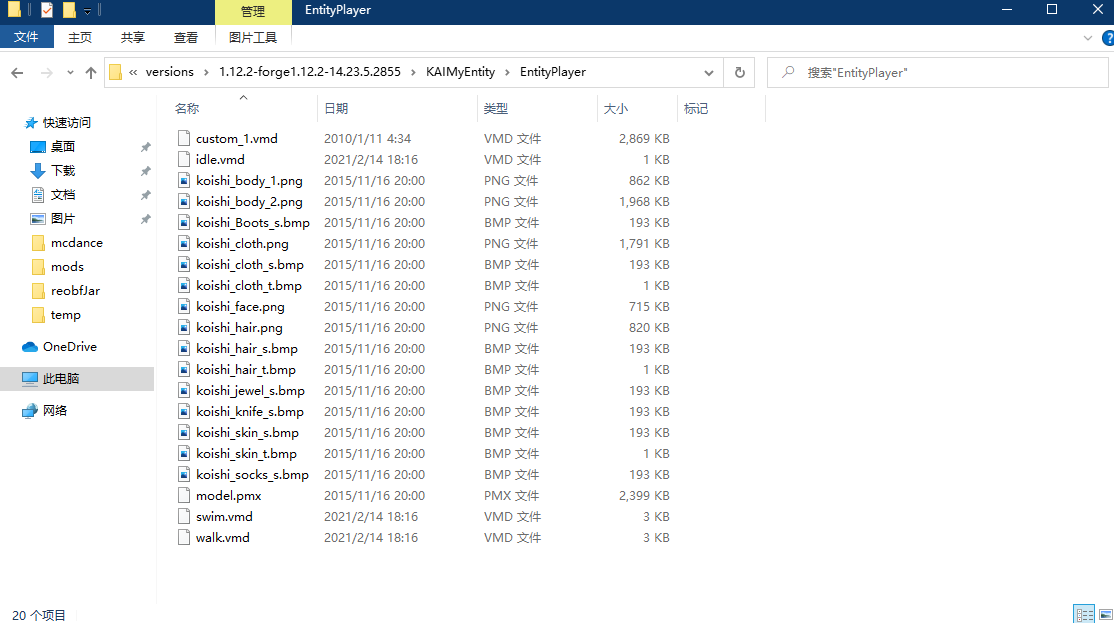 管理 EntityPlayer
文件 主页 共享 查看 图片工具
« versions › 1.12.2-forge1.12.2-14.23.5.2855 › KAIMyEntity › EntityPlayer 搜索"EntityPlayer"
快速访问
桌面
下载
文档
图片
mcdance
mods
reobfJar
temp
OneDrive
此电脑
网络
名称 日期 类型 大小 标记
custom_1.vmd 2010/1/11 4:34 VMD 文件 2,869 KB
idle.vmd 2021/2/14 18:16 VMD 文件 1 KB
koishi_body_1.png 2015/11/16 20:00 PNG 文件 862 KB
koishi_body_2.png 2015/11/16 20:00 PNG 文件 1,968 KB
koishi_Boots_s.bmp 2015/11/16 20:00 BMP 文件 193 KB
koishi_cloth.png 2015/11/16 20:00 PNG 文件 1,791 KB
koishi_cloth_s.bmp 2015/11/16 20:00 BMP 文件 193 KB
koishi_cloth_t.bmp 2015/11/16 20:00 BMP 文件 1 KB
koishi_face.png 2015/11/16 20:00 PNG 文件 715 KB
koishi_hair.png 2015/11/16 20:00 PNG 文件 820 KB
koishi_hair_s.bmp 2015/11/16 20:00 BMP 文件 193 KB
koishi_hair_t.bmp 2015/11/16 20:00 BMP 文件 1 KB
koishi_jewel_s.bmp 2015/11/16 20:00 BMP 文件 193 KB
koishi_knife_s.bmp 2015/11/16 20:00 BMP 文件 193 KB
koishi_skin_s.bmp 2015/11/16 20:00 BMP 文件 193 KB
koishi_skin_t.bmp 2015/11/16 20:00 BMP 文件 1 KB
koishi_socks_s.bmp 2015/11/16 20:00 BMP 文件 193 KB
model.pmx 2015/11/16 20:00 PMX 文件 2,399 KB
swim.vmd 2021/2/14 18:16 VMD 文件 3 KB
walk.vmd 2021/2/14 18:16 VMD 文件 3 KB
20 个项目